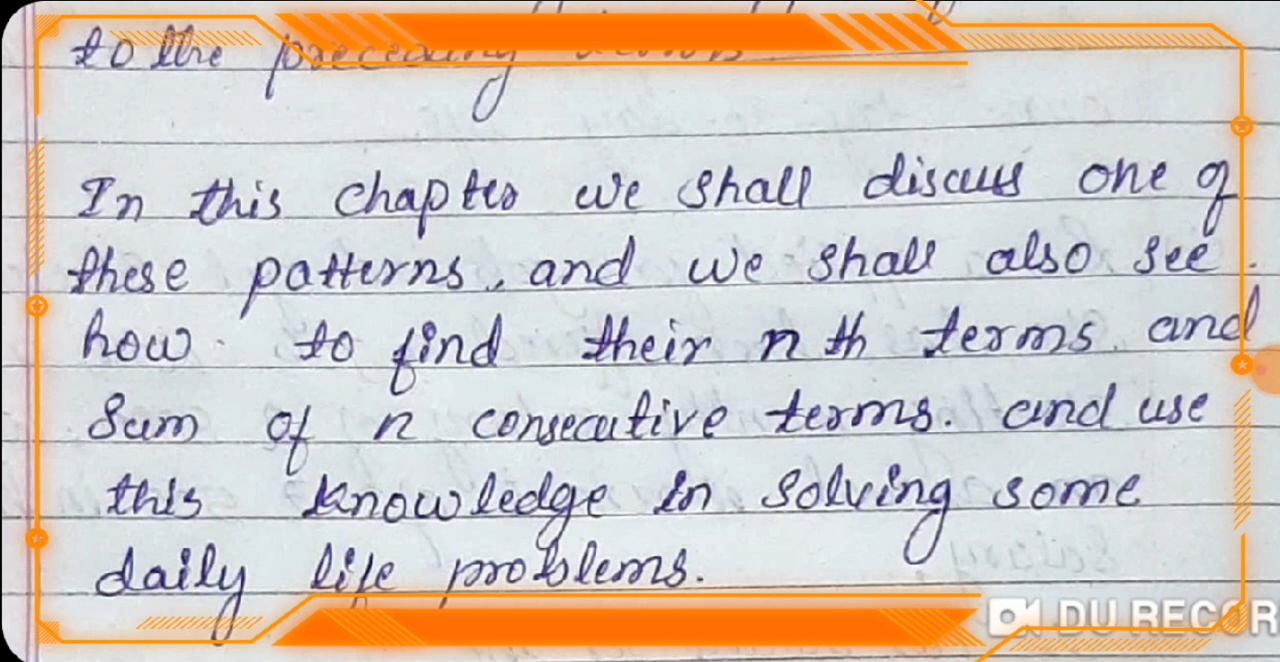 to the preceding terms
In this chapter we shall discuss one of
these patterns, and we shall also see.
how to find their nth terms. and
Sum of n consecutive terms. and use
this knowledge in solving some
daily life problems.
DU RECOR